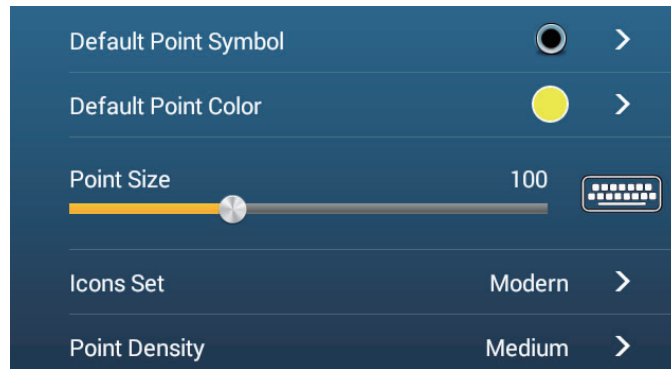 Default Point Symbol
Default Point Color
Point Size 100
Icons Set Modern
Point Density Medium